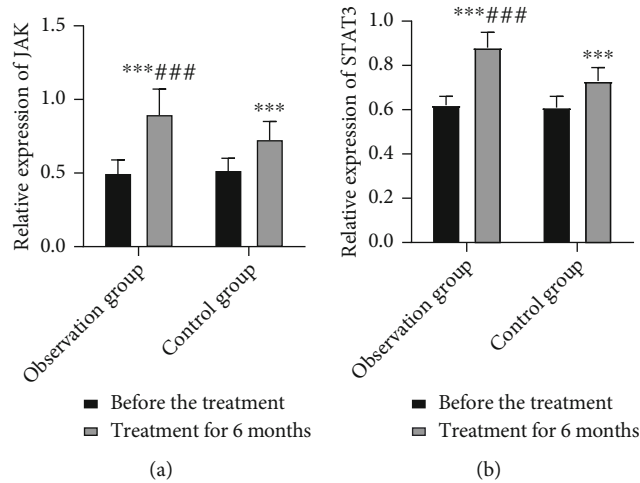 Relative expression of JAK
1.5
1.0
0.5
0.0
***###
***
Observation group
Control group
Before the treatment
Treatment for 6 months
(a)
Relative expression of STAT3
1.0
0.8
0.6
0.4
0.2
0.0
***###
***
Observation group
Control group
Before the treatment
Treatment for 6 months
(b)